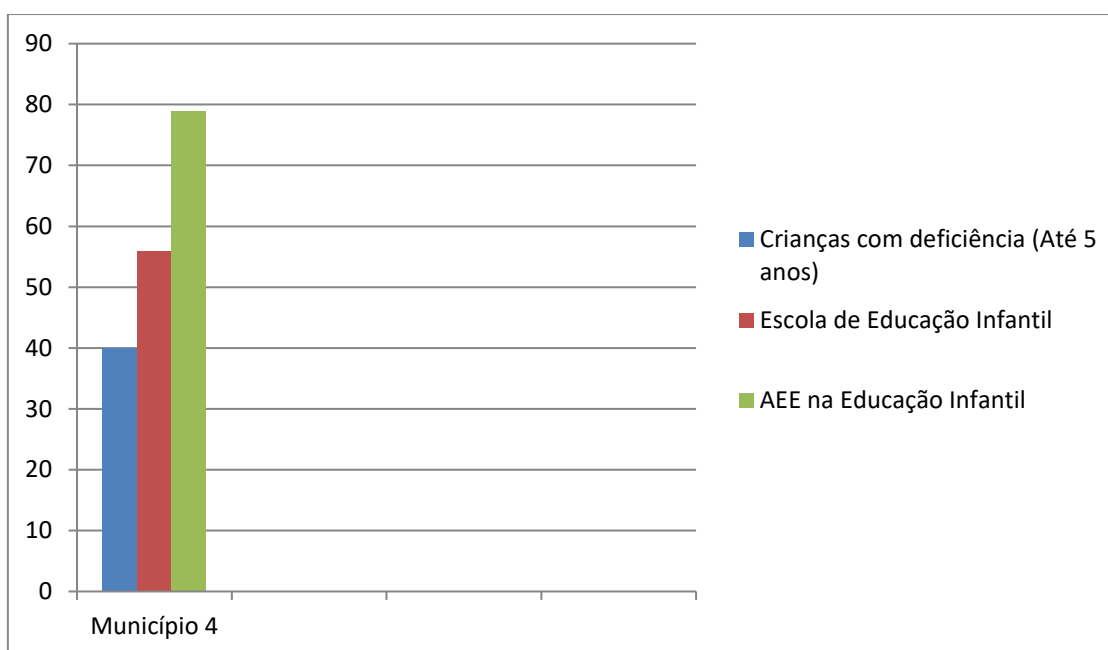 90
80
70
60
50
40
30
20
10
0
Município 4
Crianças com deficiência (Até 5
anos)
Escola de Educação Infantil
AEE na Educação Infantil